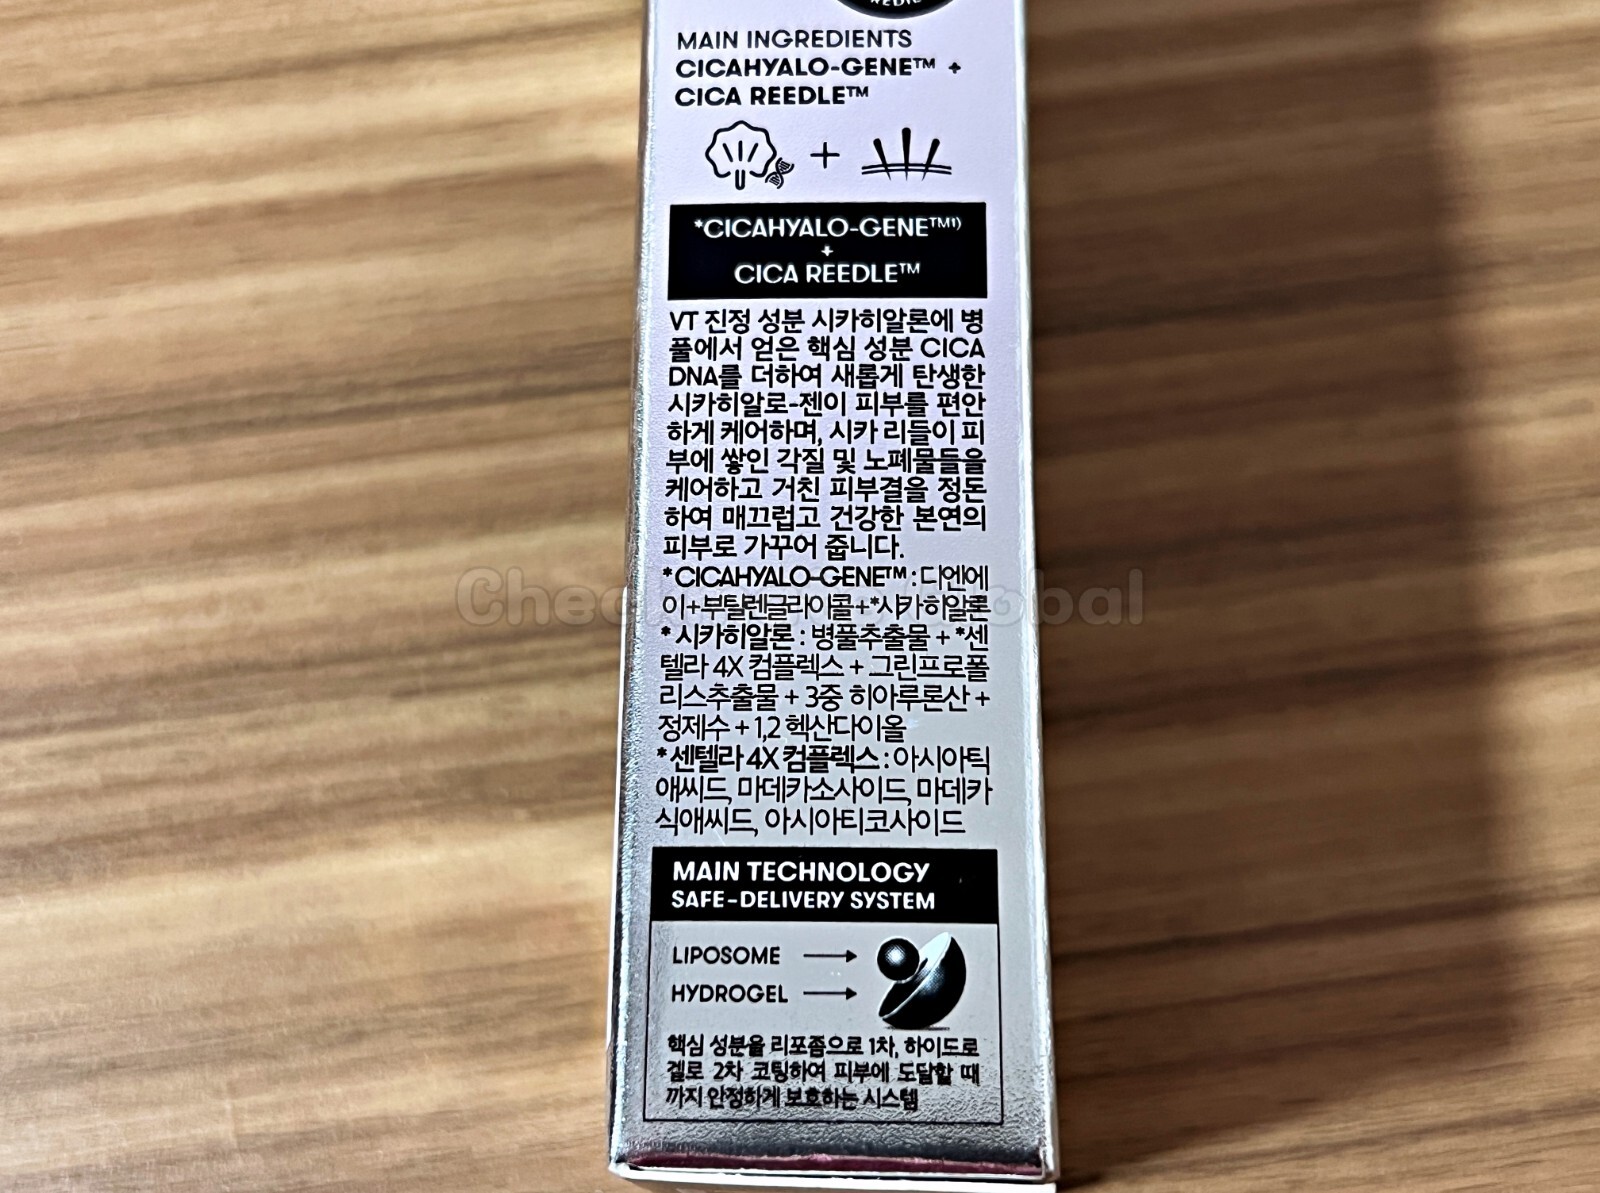 MAIN INGREDIENTS
CICAHYALO-GENE™ +
CICA REEDLE™
+
*CICAHYALO-GENE™1)
+
CICA REEDLE™
VT 진정 성분 시카히알론에 병
풀에서 얻은 핵심 성분 CICA
DNA를 더하여 새롭게 탄생한
시카히알로-젠이 피부를 편안
하게 케어하며, 시카 리들이 피
부에 쌓인 각질 및 노폐물들을
케어하고 거친 피부결을 정돈
하여 매끄럽고 건강한 본연의
피부로 가꾸어 줍니다.
*CICAHYALO-GENE™ : 디엔에
이+부틸렌글라이콜+*시카히알론
* 시카히알론 : 병풀추출물 + *센
텔라 4X 컴플렉스 + 그린프로폴
리스추출물 + 3중 히아루론산 +
정제수 + 1,2 헥산다이올
* 센텔라 4X 컴플렉스 : 아시아틱
애씨드, 마데카소사이드, 마데카
식애씨드, 아시아티코사이드
MAIN TECHNOLOGY
SAFE-DELIVERY SYSTEM
LIPOSOME
HYDROGEL
핵심 성분을 리포좀으로 1차, 하이드로
겔로 2차 코팅하여 피부에 도달할 때
까지 안정하게 보호하는 시스템